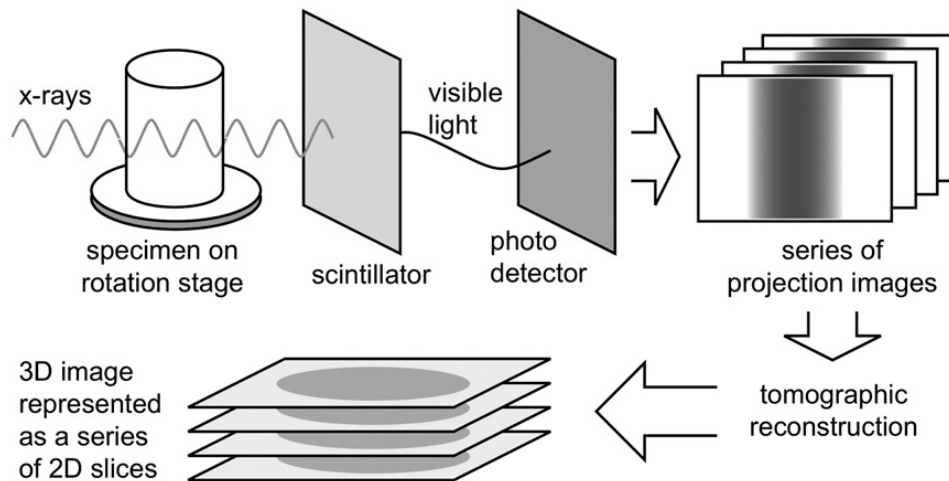 x-rays
specimen on
rotation stage
scintillator
visible
light
photo
detector
series of
projection images
tomographic
reconstruction
3D image
represented
as a series
of 2D slices